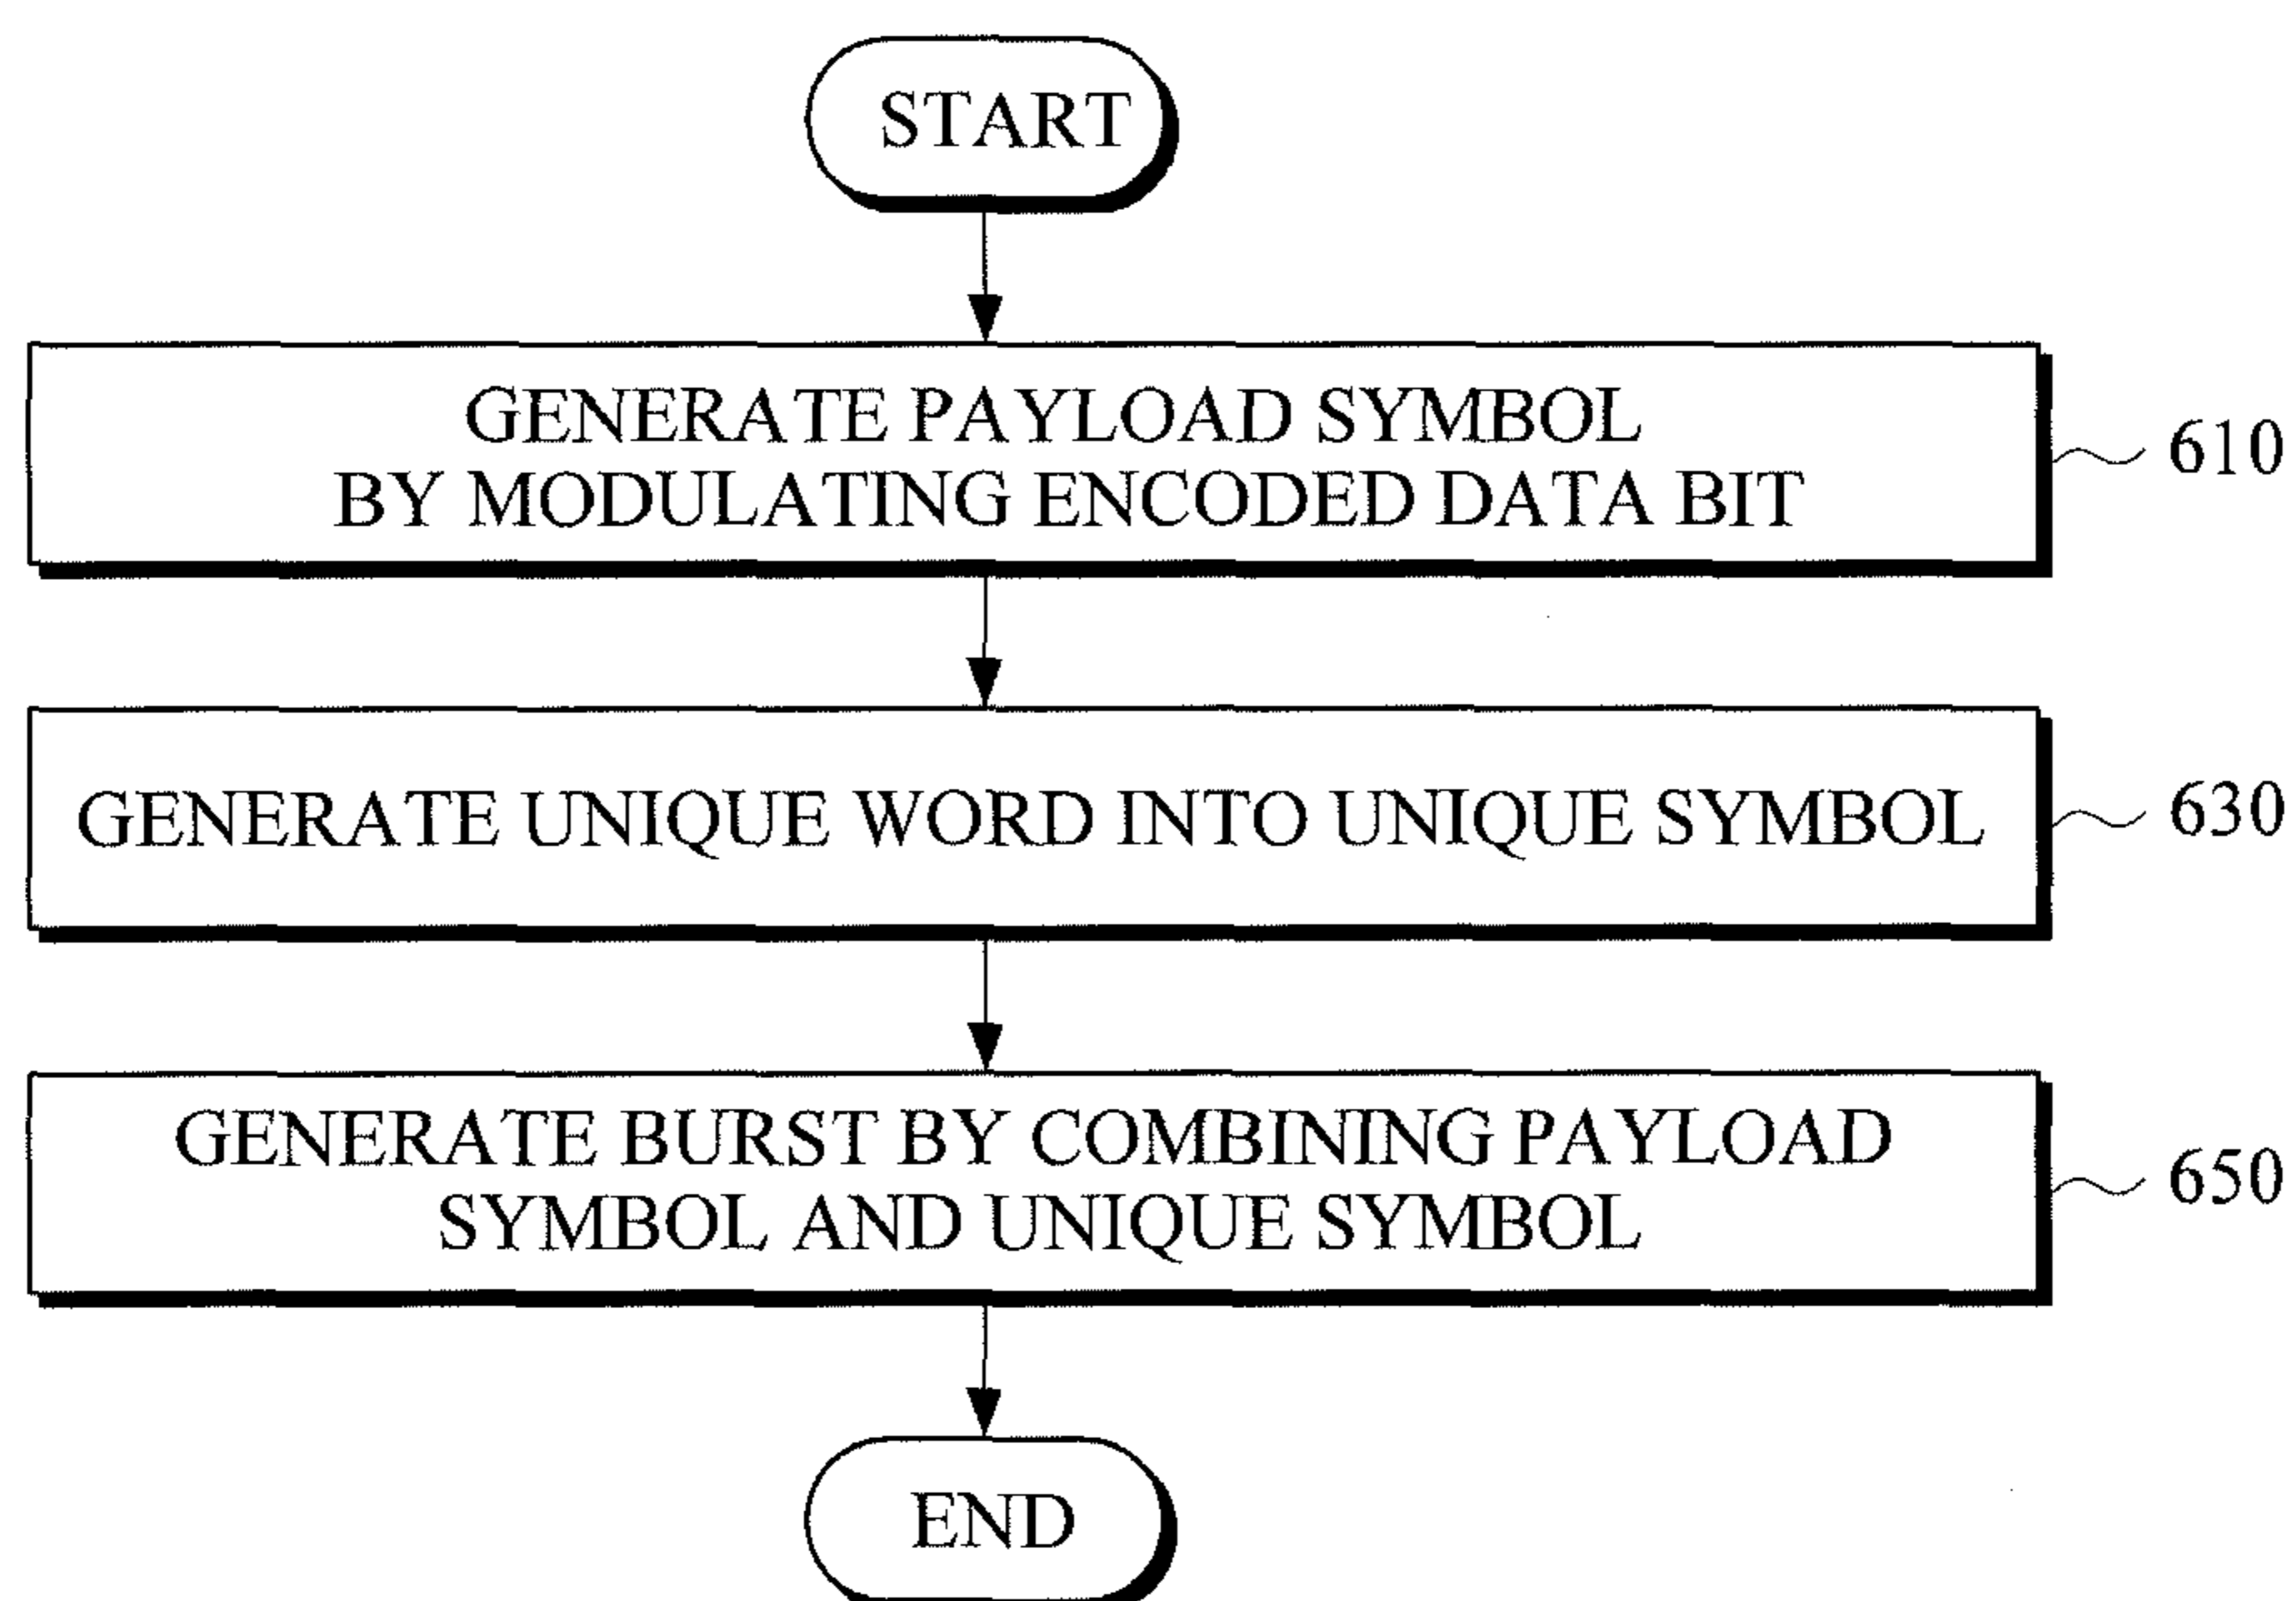 START
GENERATE PAYLOAD SYMBOL
BY MODULATING ENCODED DATA BIT
610
GENERATE UNIQUE WORD INTO UNIQUE SYMBOL
630
GENERATE BURST BY COMBINING PAYLOAD
SYMBOL AND UNIQUE SYMBOL
650
END